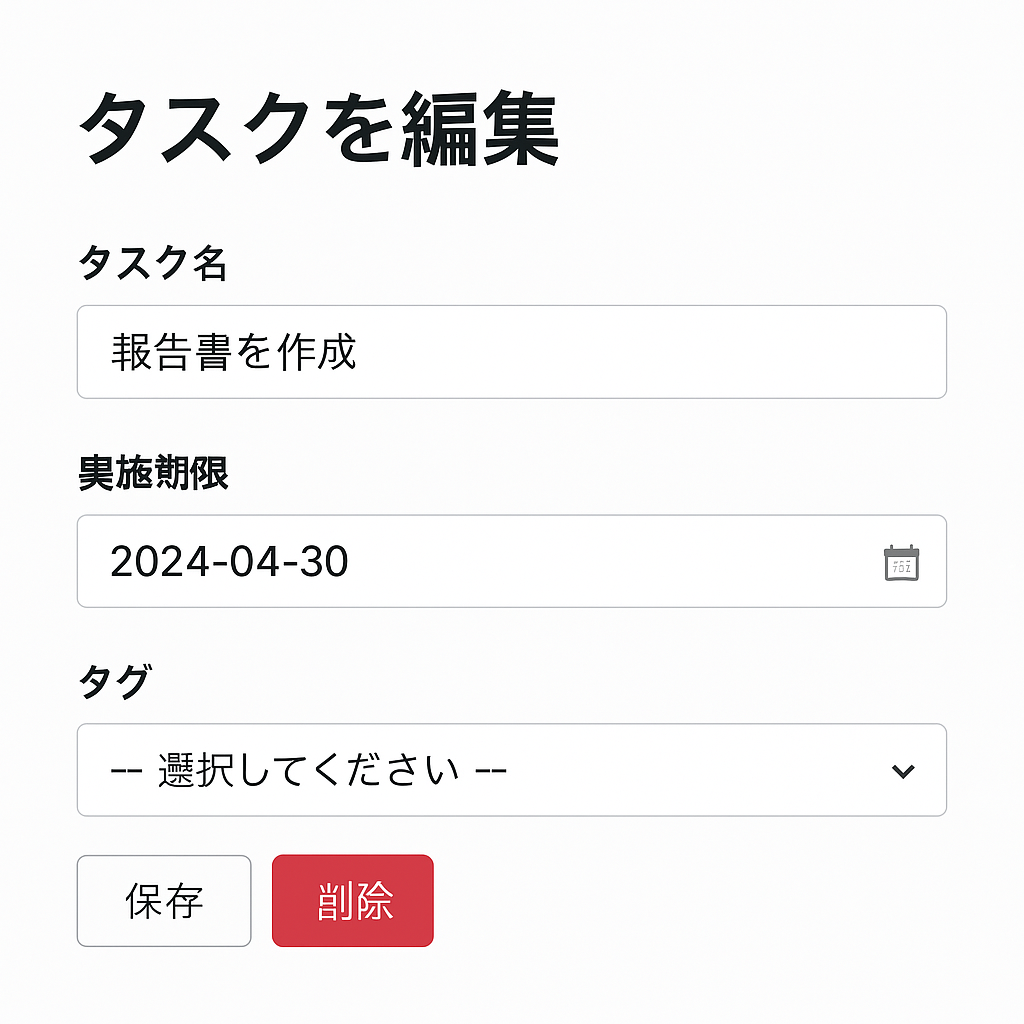 タスクを編集
タスク名
報告書を作成
実施期限
2024-04-30
タグ
-- 選択してください --
保存
削除